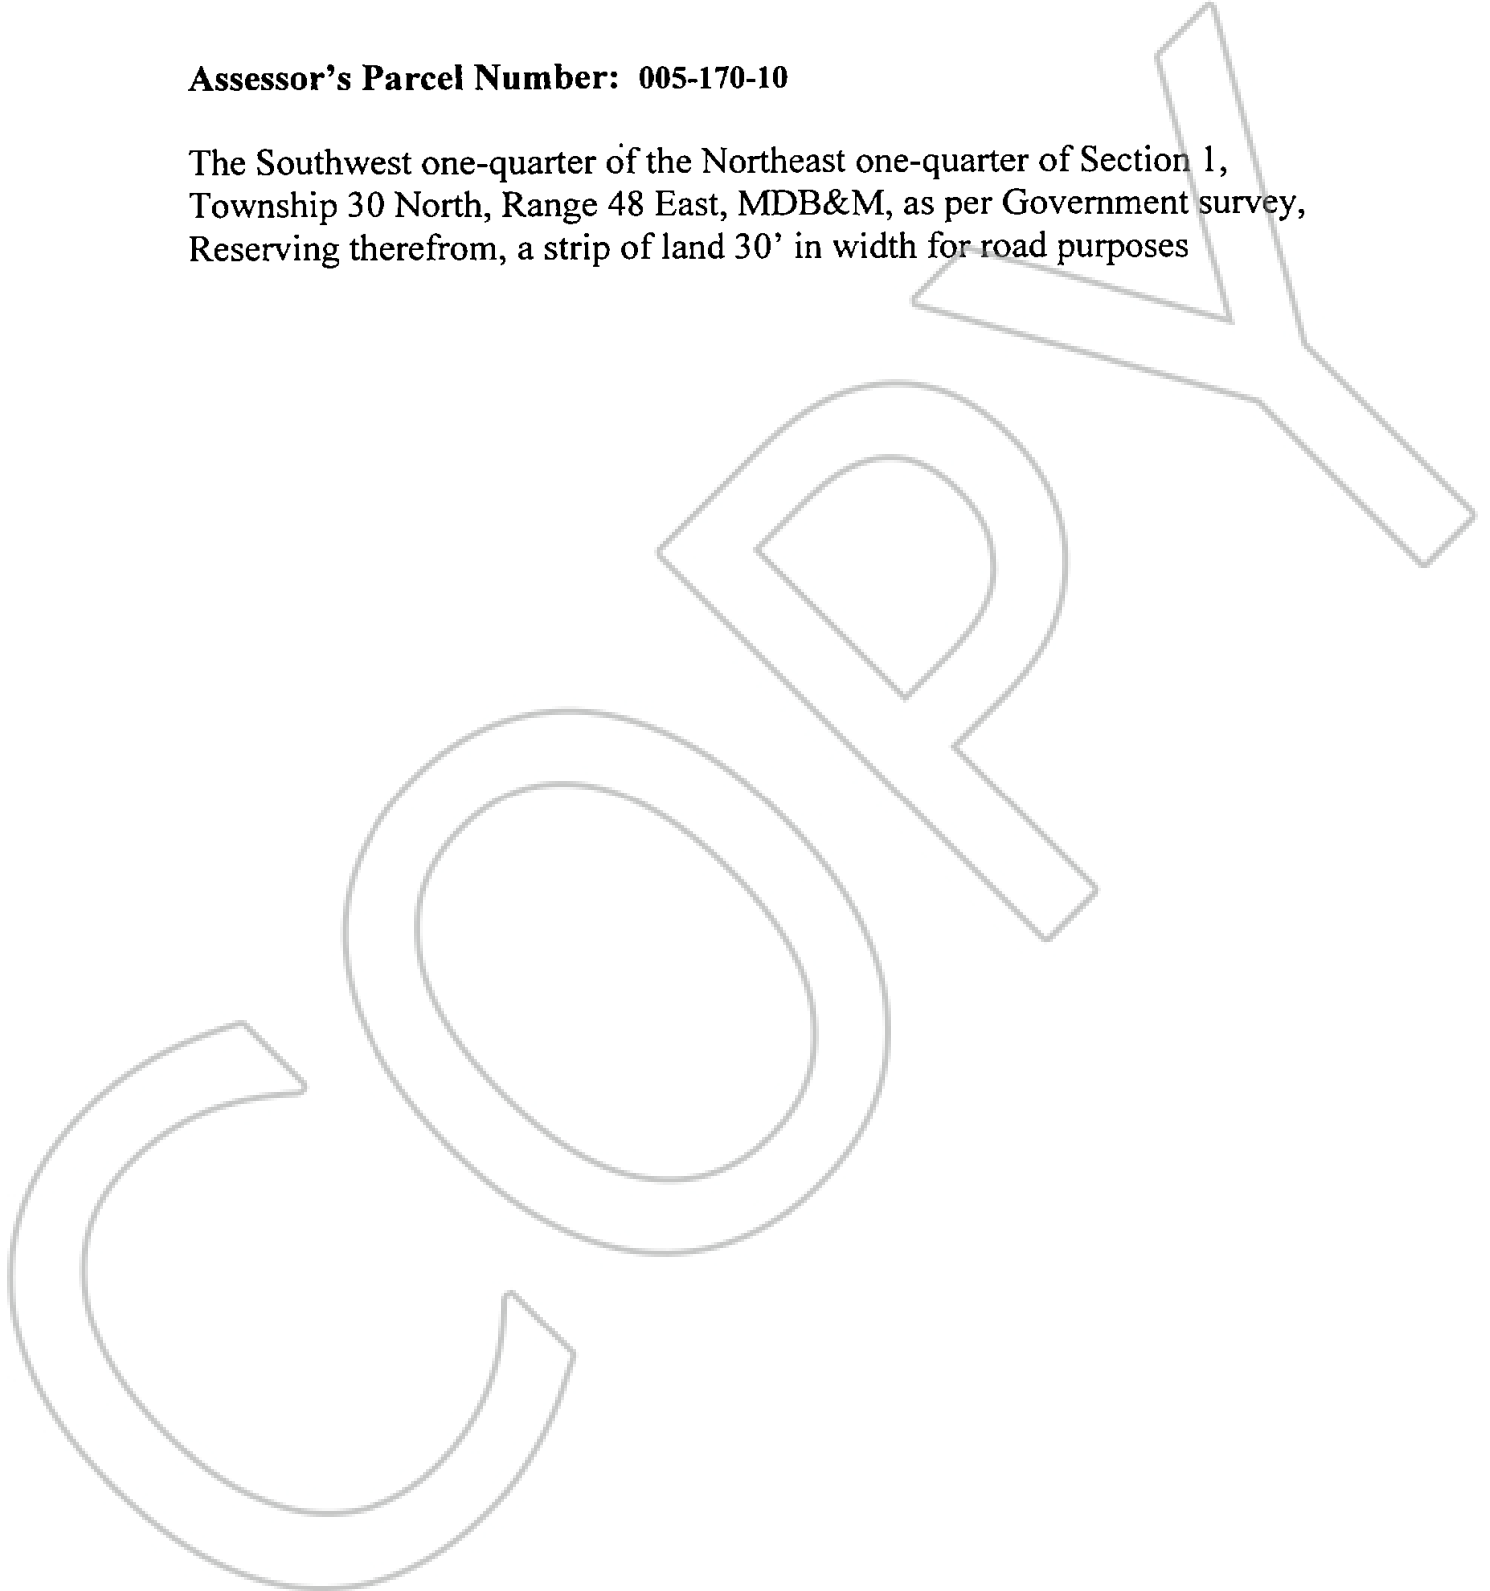 Assessor's Parcel Number: 005-170-10
The Southwest one-quarter of the Northeast one-quarter of Section 1,
Township 30 North, Range 48 East, MDB&M, as per Government survey,
Reserving therefrom, a strip of land 30' in width for road purposes
COPY